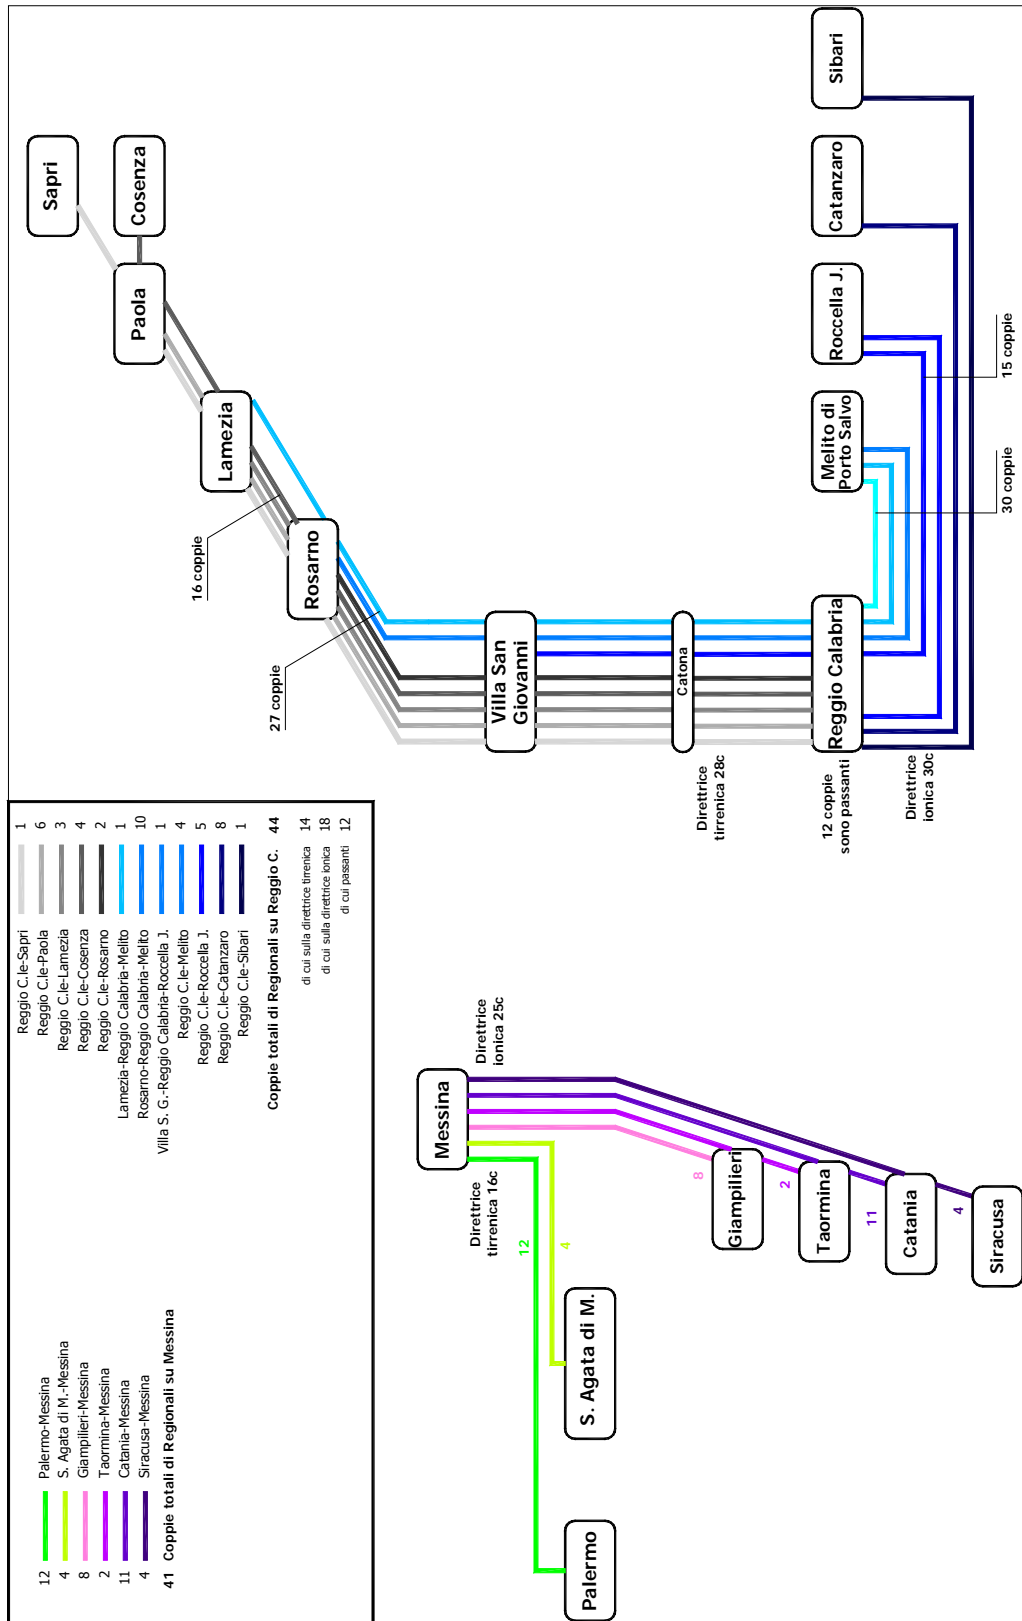 12 Palermo-Messina
4 S. Agata di M.-Messina
8 Giampilieri-Messina
2 Taormina-Messina
11 Catania-Messina
4 Siracusa-Messina
41 Coppie totali di Regionali su Messina
Reggio C.le-Sapri 1
Reggio C.le-Paola 6
Reggio C.le-Lamezia 3
Reggio C.le-Cosenza 4
Reggio C.le-Rosarno 2
Lamezia-Reggio Calabria-Melito 1
Rosarno-Reggio Calabria-Melito 10
Villa S. G.-Reggio Calabria-Roccella J. 1
Reggio C.le-Melito 4
Reggio C.le-Roccella J. 5
Reggio C.le-Catanzaro 8
Reggio C.le-Sibari 1
Coppie totali di Regionali su Reggio C. 44
di cui sulla direttrice tirrenica 14
di cui sulla direttrice ionica 18
di cui passanti 12
Sapri
Cosenza
Paola
Lamezia
16 coppie
Rosarno
27 coppie
Villa San
Giovanni
Catona
Direttrice
tirrenica 28c
Reggio Calabria
12 coppie
sono passanti
Direttrice
ionica 30c
Melito di
Porto Salvo
Roccella J.
Catanzaro
Sibari
30 coppie
15 coppie
Messina
Direttrice
tirrenica 16c
Direttrice
ionica 25c
12
4
Palermo
S. Agata di M.
8
Giampilieri
2
Taormina
11
Catania
4
Siracusa